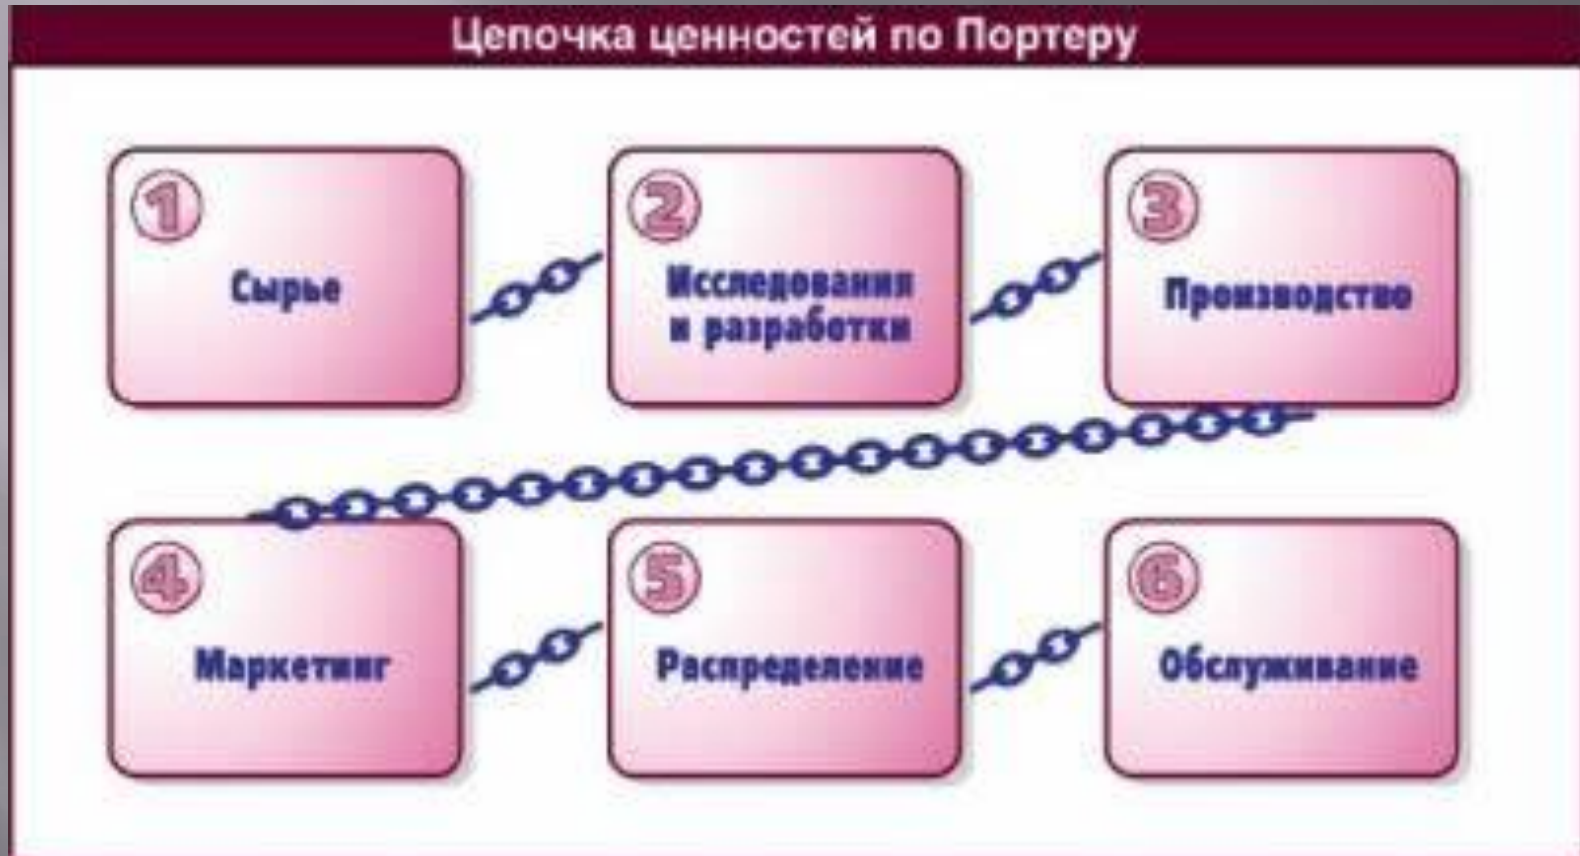 Цепочка ценностей по Портеру
1
Сырье
2
Исследования
и разработки
3
Производство
4
Маркетинг
5
Распределение
6
Обслуживание